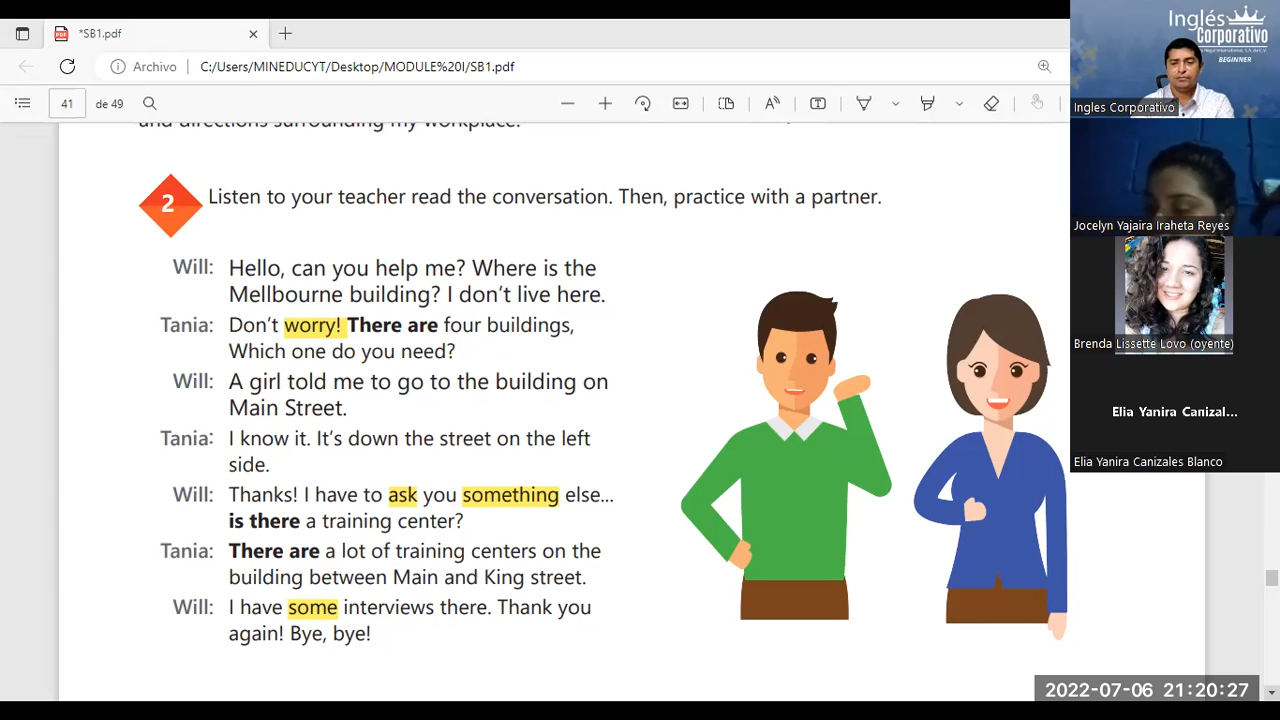 *SB1.pdf
Archivo
C:/Users/MINEDUCYT/Desktop/MODULE%20I/SB1.pdf
41 de 49
and directions surrounding my workplace.
2
Listen to your teacher read the conversation. Then, practice with a partner.
Will: Hello, can you help me? Where is the
Mellbourne building? I don't live here.
Tania: Don't worry! There are four buildings,
Which one do you need?
Will: A girl told me to go to the building on
Main Street.
Tania: I know it. It's down the street on the left
side.
Will: Thanks! I have to ask you something else...
is there a training center?
Tania: There are a lot of training centers on the
building between Main and King street.
Will: I have some interviews there. Thank you
again! Bye, bye!
Inglés
Corporativo
BEGINNER
Ingles Corporativo
Jocelyn Yajaira Iraheta Reyes
Brenda Lissette Lovo (oyente)
Elia Yanira Canizal...
Elia Yanira Canizales Blanco
2022-07-06 21:20:27